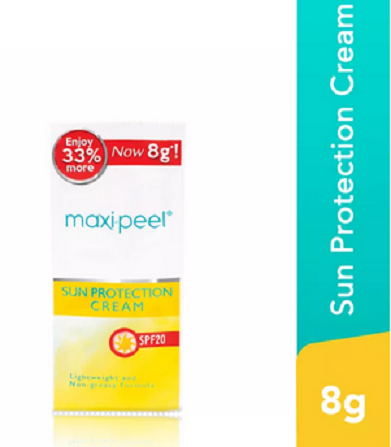 Enjoy
33%
more
Now 8g*!
maxi-peel®
SUN PROTECTION
CREAM
SPF20
Lightweight and
Non-greasy Formula
Sun Protection Cream
8g